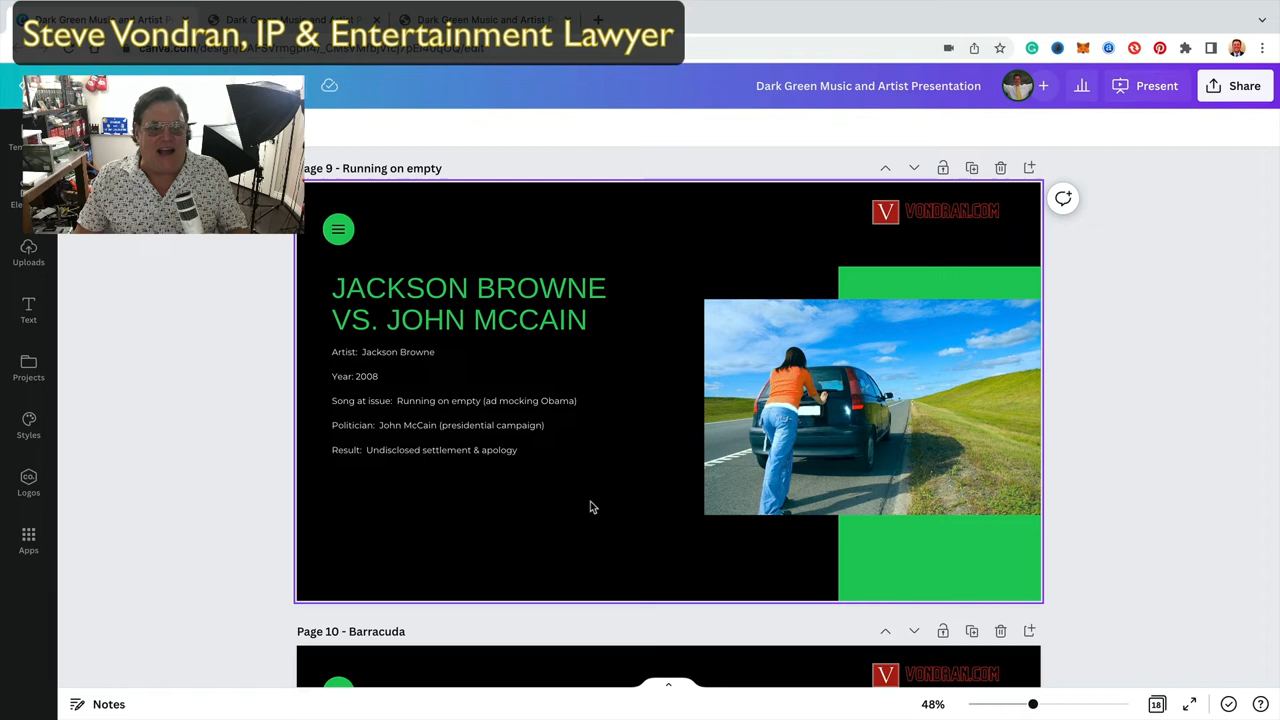 Steve Vondran, IP & Entertainment Lawyer
Dark Green Music and Artist Presentation
Present
Share
age 9 - Running on empty
V VONDRAN.COM
JACKSON BROWNE
VS. JOHN MCCAIN
Artist: Jackson Browne
Year: 2008
Song at issue: Running on empty (ad mocking Obama)
Politician: John McCain (presidential campaign)
Result: Undisclosed settlement & apology
Uploads
Text
Projects
Styles
CO.
Logos
Apps
Page 10 - Barracuda
V VONDRAN.COM
Notes
48%
18